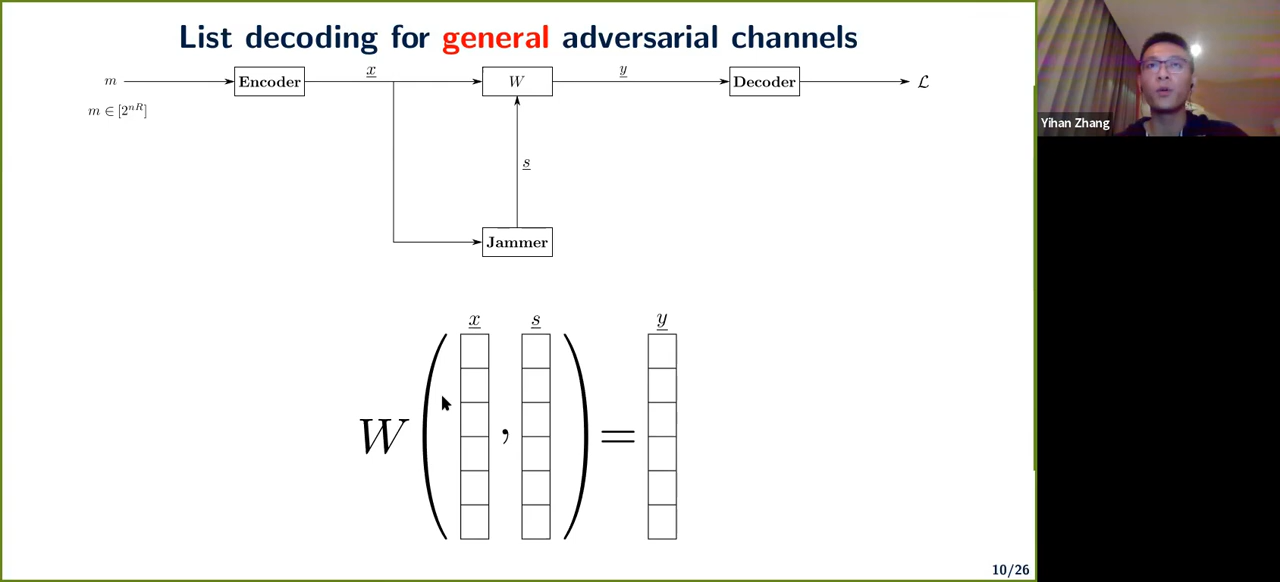 List decoding for general adversarial channels
m
m ∈ [2^{nR}]
Encoder
x
W
y
Decoder
ℒ
s
Jammer
x s y
W ( , ) =
10/26
Yihan Zhang